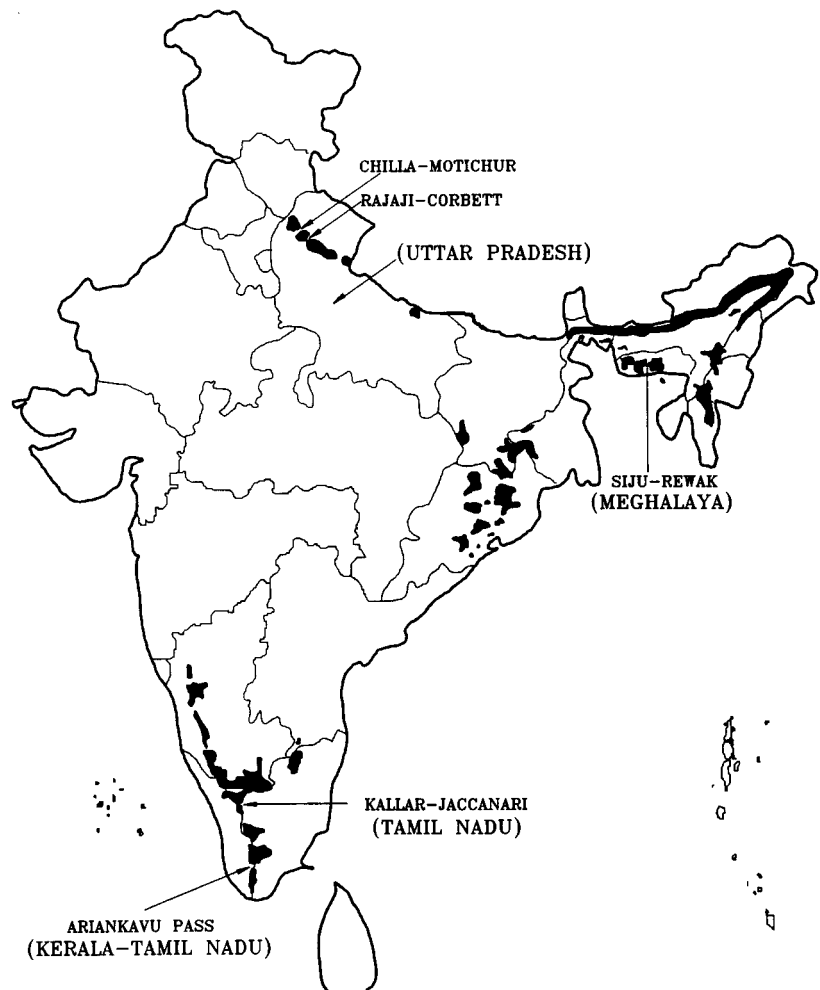 CHILLA-MOTICHUR
RAJAJI-CORBETT
(UTTAR PRADESH)
SIJU-REWAK
(MEGHALAYA)
KALLAR-JACCANARI
(TAMIL NADU)
ARIANKAVU PASS
(KERALA-TAMIL NADU)